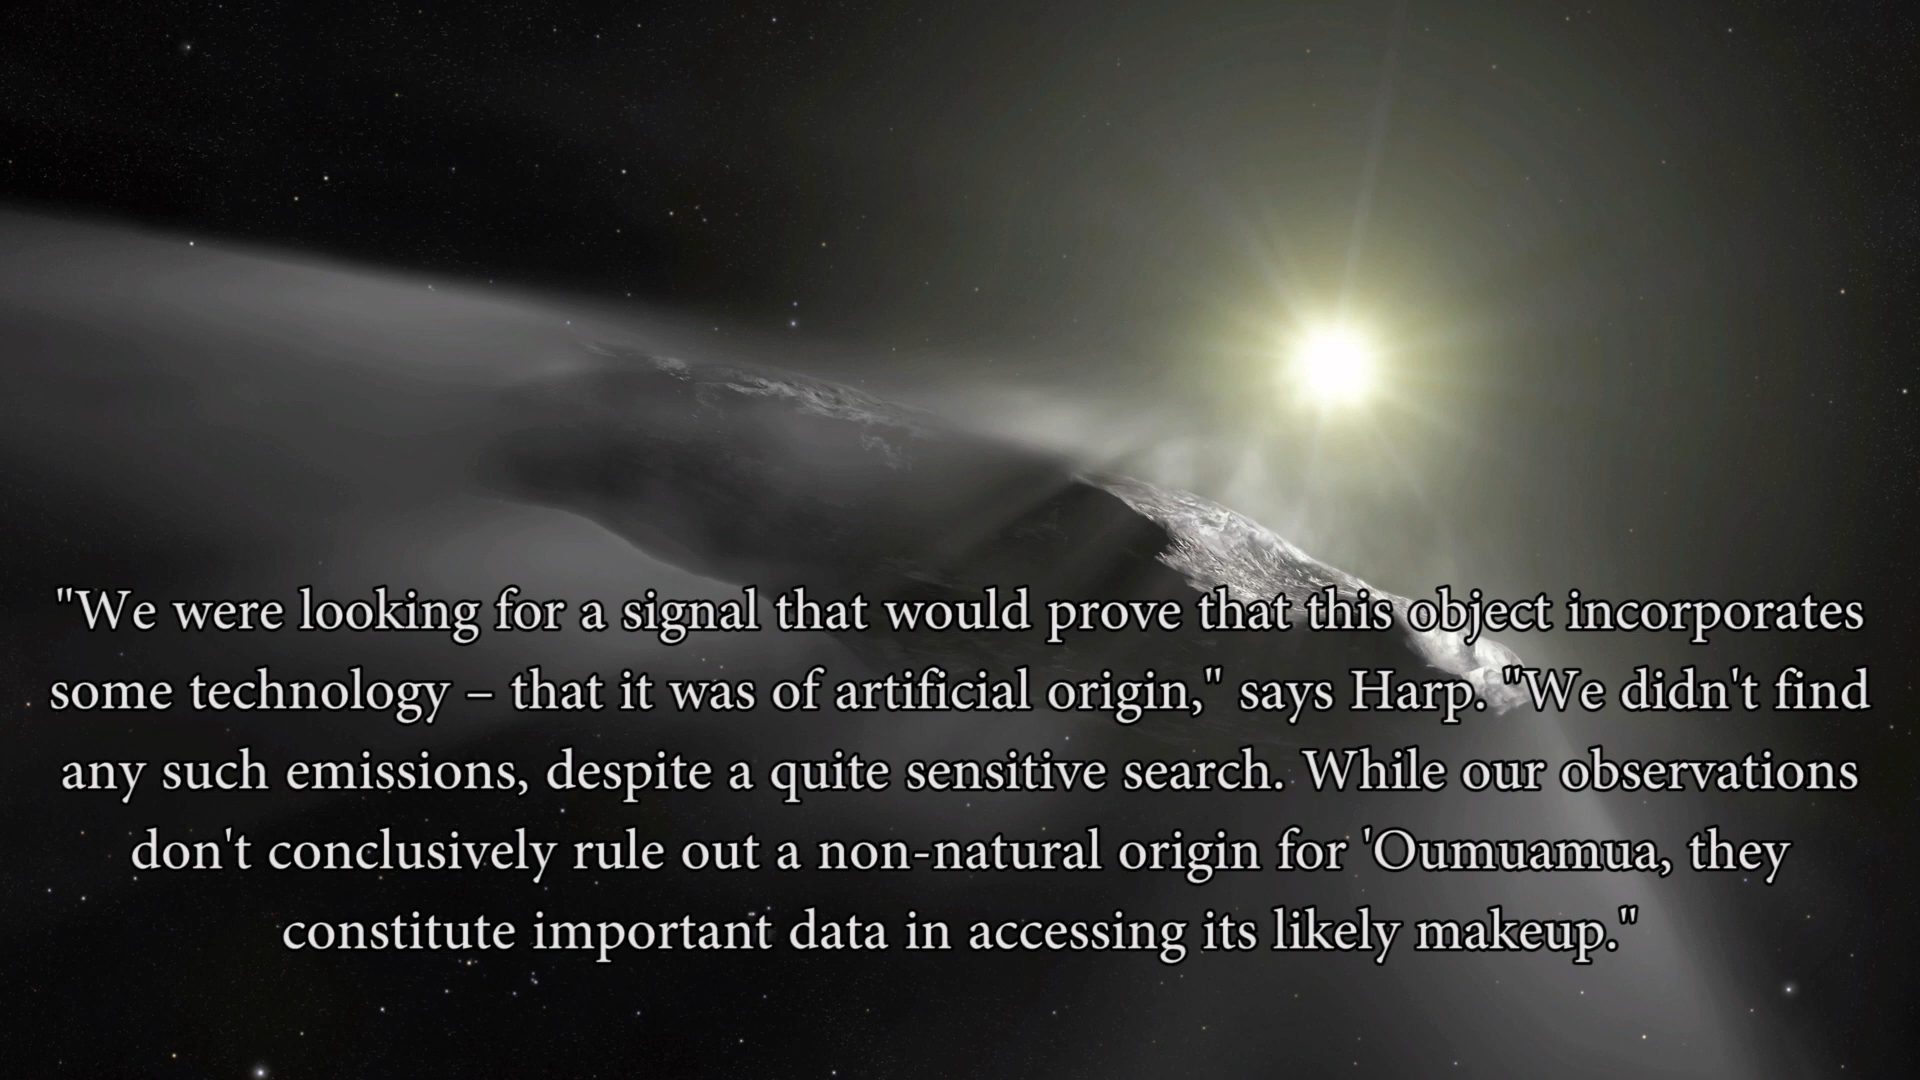 "We were looking for a signal that would prove that this object incorporates
some technology – that it was of artificial origin," says Harp. "We didn't find
any such emissions, despite a quite sensitive search. While our observations
don't conclusively rule out a non-natural origin for 'Oumuamua, they
constitute important data in accessing its likely makeup."